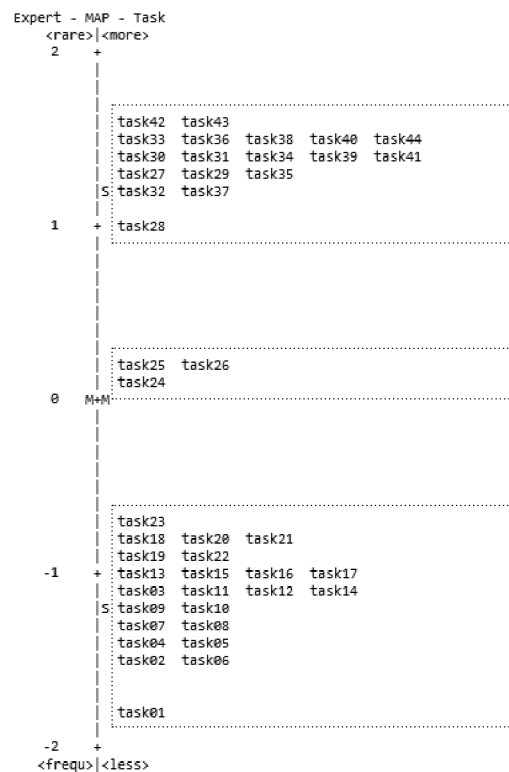 Expert - MAP - Task
<rare>|<more>
2 +
task42 task43
task33 task36 task38 task40 task44
task30 task31 task34 task39 task41
task27 task29 task35
S task32 task37
1 + task28
task25 task26
task24
0 M+M
task23
task18 task20 task21
task19 task22
-1 + task13 task15 task16 task17
task03 task11 task12 task14
S task09 task10
task07 task08
task04 task05
task02 task06
task01
-2 +
<frequ>|<less>